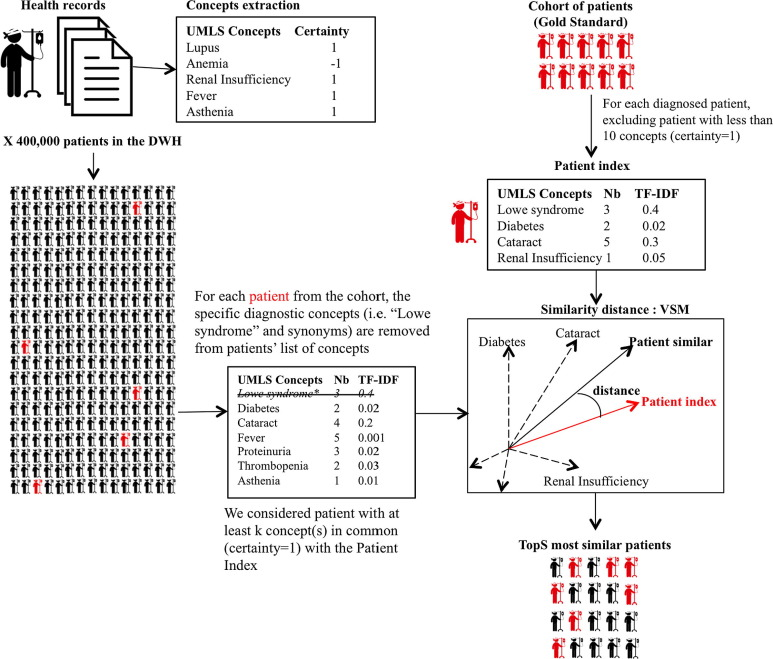 Health records
Concepts extraction
UMLS Concepts Certainty
Lupus 1
Anemia -1
Renal Insufficiency 1
Fever 1
Asthenia 1
X 400,000 patients in the DWH
Cohort of patients
(Gold Standard)
For each diagnosed patient,
excluding patient with less than
10 concepts (certainty=1)
Patient index
UMLS Concepts Nb TF-IDF
Lowe syndrome 3 0.4
Diabetes 2 0.02
Cataract 5 0.3
Renal Insufficiency 1 0.05
For each patient from the cohort, the
specific diagnostic concepts (i.e. “Lowe
syndrome” and synonyms) are removed
from patients’ list of concepts
UMLS Concepts Nb TF-IDF
Lowe syndrome* 3 0.4
Diabetes 2 0.02
Cataract 4 0.2
Fever 5 0.001
Proteinuria 3 0.02
Thrombopenia 2 0.03
Asthenia 1 0.01
We considered patient with at
least k concept(s) in common
(certainty=1) with the Patient
Index
Similarity distance : VSM
Diabetes
Cataract
Patient similar
distance
Patient index
Renal Insufficiency
TopS most similar patients